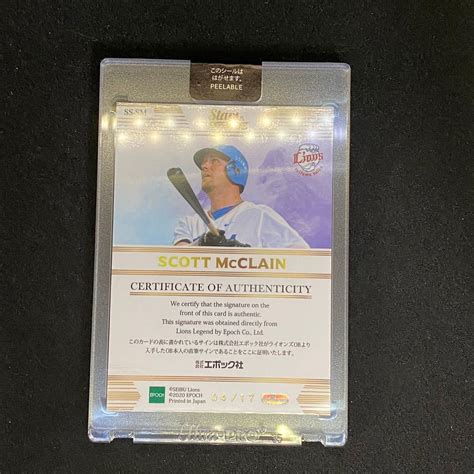 このシールは
はがせます。
PEELABLE
SS-SM
Lions
SCOTT McCLAIN
CERTIFICATE OF AUTHENTICITY
We certify that the signature on the
front of this card is authentic.
This signature was obtained directly from
Lions Legend by Epoch Co., Ltd.
このカードの表に書かれているサインは株式会社エポック社がライオンズOBより
入手したOB本人の直筆サインであることをここに証明いたします。
株式会社エポック社
EPOCH
©SEIBU Lions
©2020 EPOCH
Printed in Japan
04/17